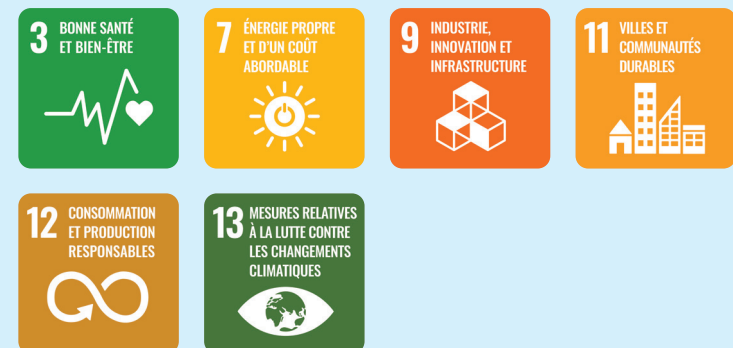 3
BONNE SANTÉ
ET BIEN-ÊTRE
7
ÉNERGIE PROPRE
ET D'UN COÛT
ABORDABLE
9
INDUSTRIE,
INNOVATION ET
INFRASTRUCTURE
11
VILLES ET
COMMUNAUTÉS
DURABLES
12
CONSOMMATION
ET PRODUCTION
RESPONSABLES
13
MESURES RELATIVES
À LA LUTTE CONTRE
LES CHANGEMENTS
CLIMATIQUES